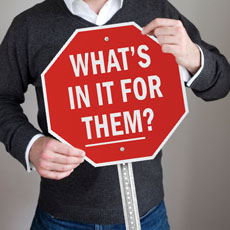 WHAT'S
IN IT FOR
THEM?